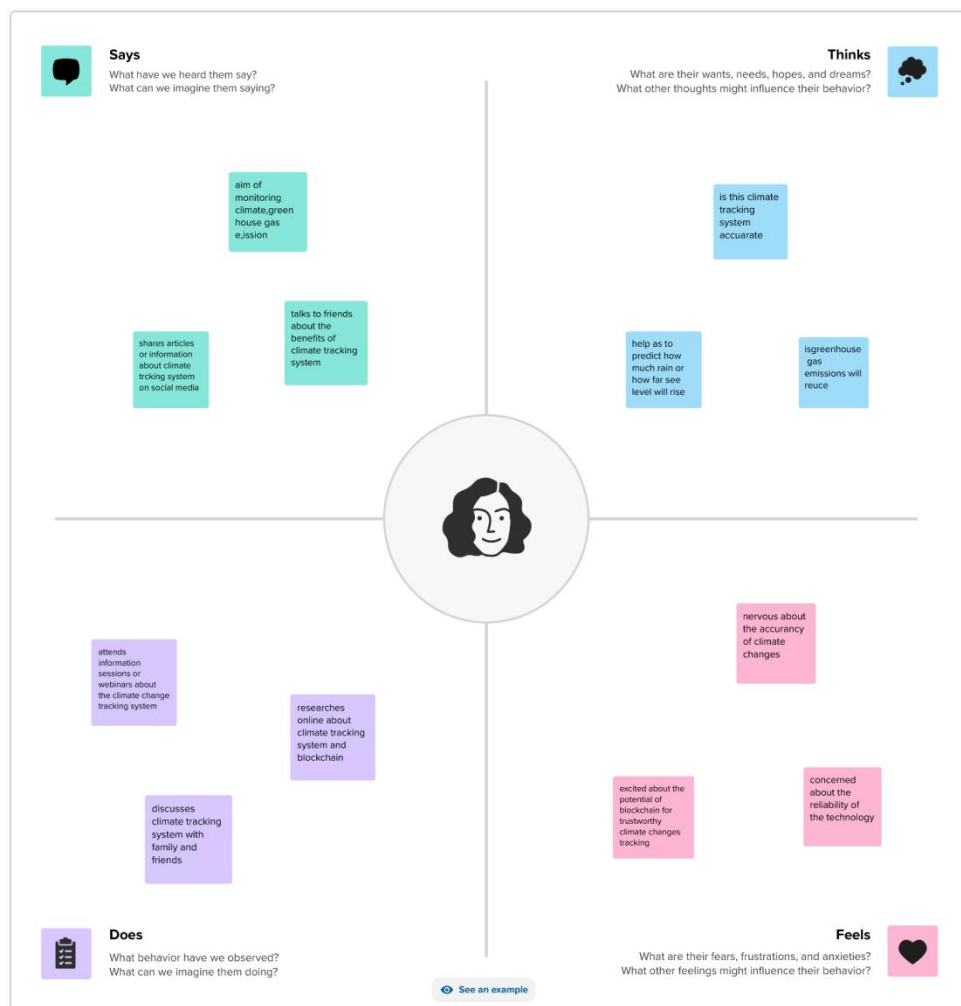 Says
What have we heard them say?
What can we imagine them saying?
Thinks
What are their wants, needs, hopes, and dreams?
What other thoughts might influence their behavior?
aim of
monitoring
climate,green
house gas
e,ission
talks to friends
about the
benefits of
climate tracking
system
shares articles
or information
about climate
trcking system
on social media
is this climate
tracking
system
accuarate
help as to
predict how
much rain or
how far see
level will rise
isgreenhouse
gas
emissions will
reuce
attends
information
sessions or
webinars about
the climate change
tracking system
researches
online about
climate tracking
system and
blockchain
discusses
climate tracking
system with
family and
friends
nervous about
the accurancy
of climate
changes
excited about the
potential of
blockchain for
trustworthy
climate changes
tracking
concerned
about the
reliability of
the technology
Does
What behavior have we observed?
What can we imagine them doing?
Feels
What are their fears, frustrations, and anxieties?
What other feelings might influence their behavior?
See an example